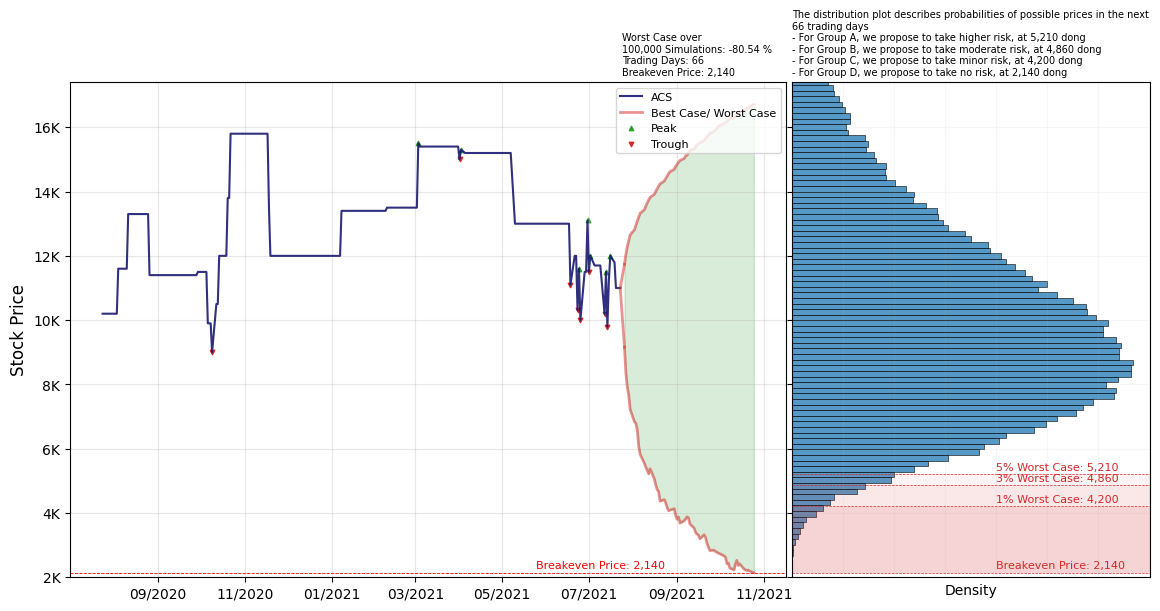 The distribution plot describes probabilities of possible prices in the next
66 trading days
- For Group A, we propose to take higher risk, at 5,210 dong
- For Group B, we propose to take moderate risk, at 4,860 dong
- For Group C, we propose to take minor risk, at 4,200 dong
- For Group D, we propose to take no risk, at 2,140 dong
Worst Case over
100,000 Simulations: -80.54 %
Trading Days: 66
Breakeven Price: 2,140
ACS
Best Case/ Worst Case
Peak
Trough
Stock Price
16K
14K
12K
10K
8K
6K
4K
2K
Breakeven Price: 2,140
09/2020
11/2020
01/2021
03/2021
05/2021
07/2021
09/2021
11/2021
5% Worst Case: 5,210
3% Worst Case: 4,860
1% Worst Case: 4,200
Breakeven Price: 2,140
Density